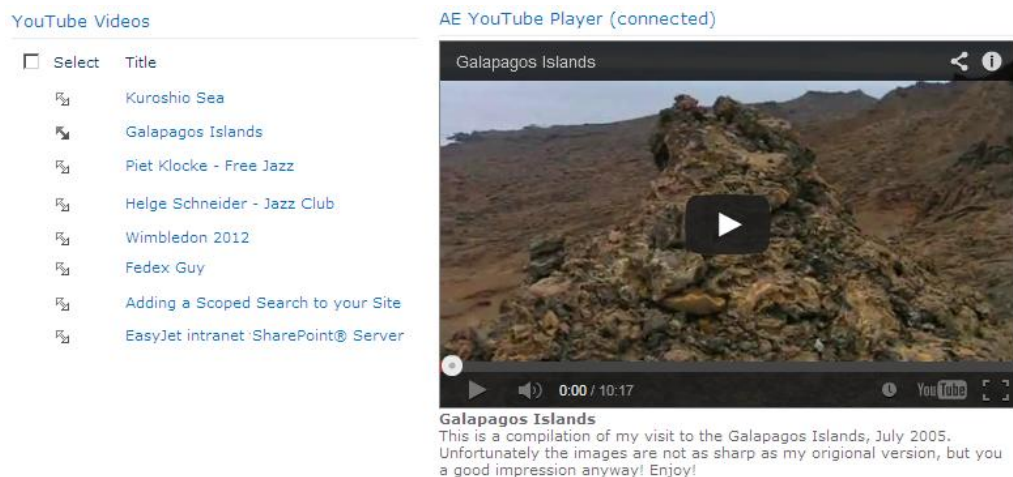 YouTube Videos
Select Title
Kuroshio Sea
Galapagos Islands
Piet Klocke - Free Jazz
Helge Schneider - Jazz Club
Wimbledon 2012
Fedex Guy
Adding a Scoped Search to your Site
EasyJet intranet SharePoint® Server
AE YouTube Player (connected)
Galapagos Islands
0:00 / 10:17
YouTube
Galapagos Islands
This is a compilation of my visit to the Galapagos Islands, July 2005.
Unfortunately the images are not as sharp as my origional version, but you
a good impression anyway! Enjoy!